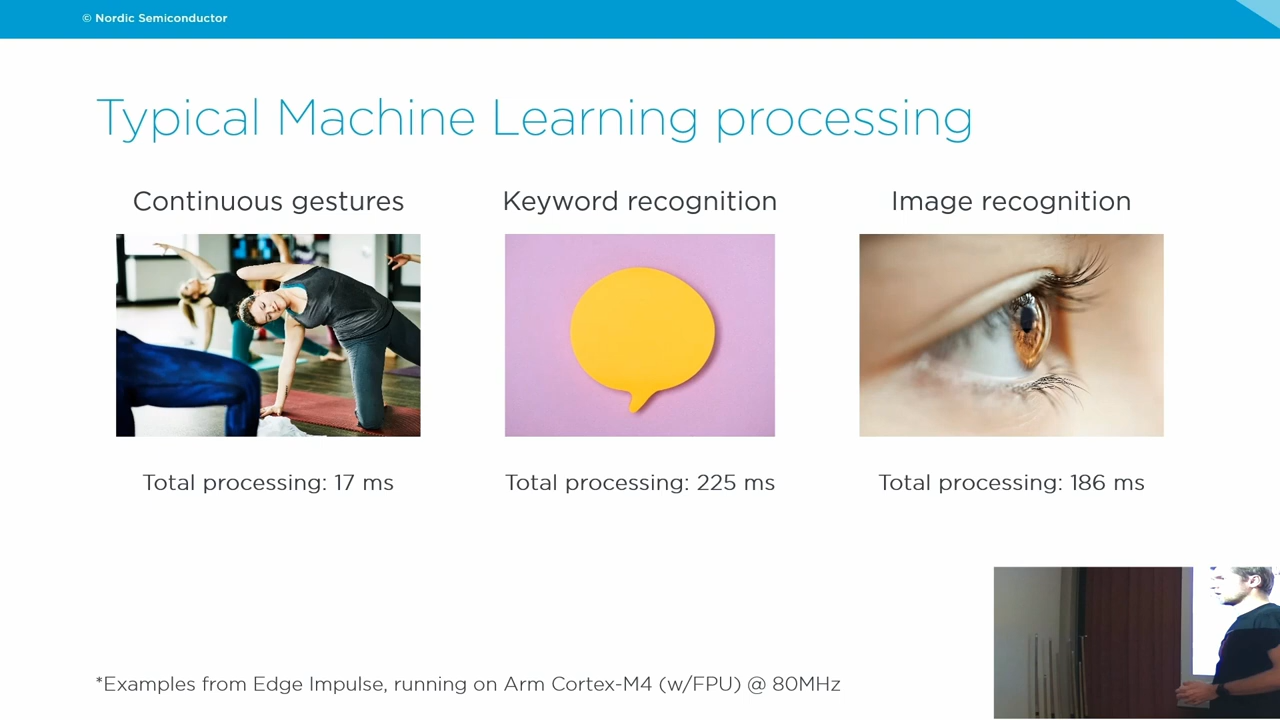 © Nordic Semiconductor
Typical Machine Learning processing
Continuous gestures
Keyword recognition
Image recognition
Total processing: 17 ms
Total processing: 225 ms
Total processing: 186 ms
*Examples from Edge Impulse, running on Arm Cortex-M4 (w/FPU) @ 80MHz